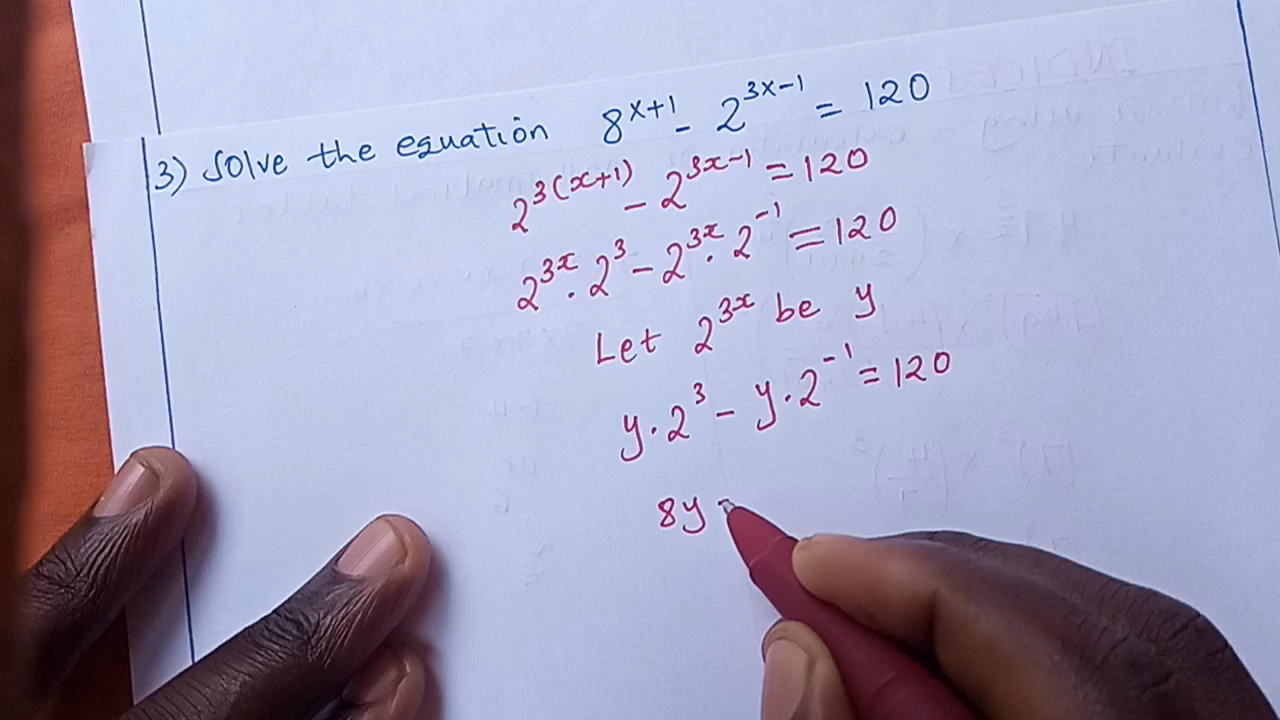 3) Solve the equation 8^{x+1} - 2^{3x-1} = 120
2^{3(x+1)} - 2^{3x-1} = 120
2^{3x} . 2^3 - 2^{3x} . 2^{-1} = 120
Let 2^{3x} be y
y . 2^3 - y . 2^{-1} = 120
8y -